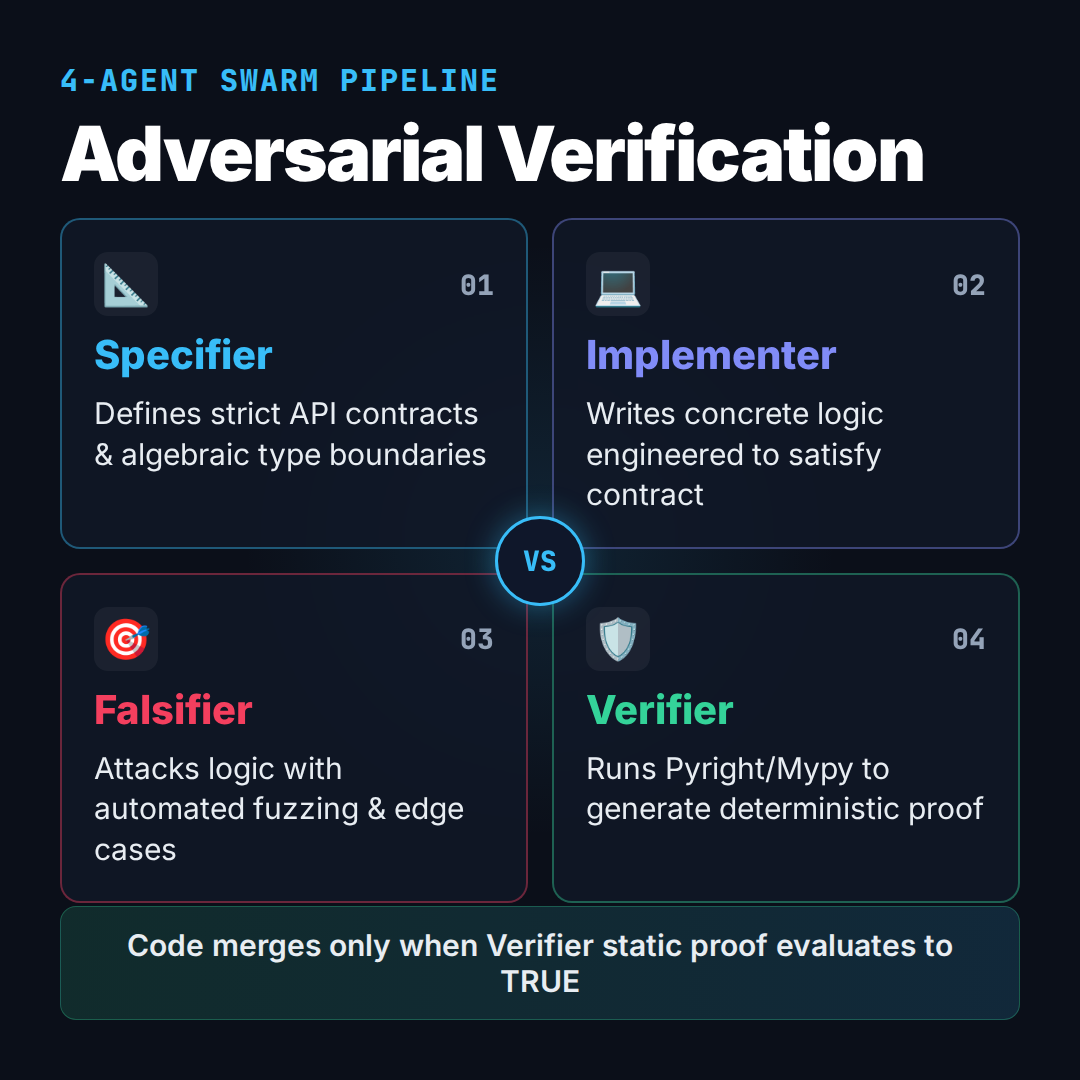 4-AGENT SWARM PIPELINE
Adversarial Verification
01
Specifier
Defines strict API contracts
& algebraic type boundaries
02
Implementer
Writes concrete logic
engineered to satisfy
contract
VS
03
Falsifier
Attacks logic with
automated fuzzing & edge
cases
04
Verifier
Runs Pyright/Mypy to
generate deterministic proof
Code merges only when Verifier static proof evaluates to
TRUE